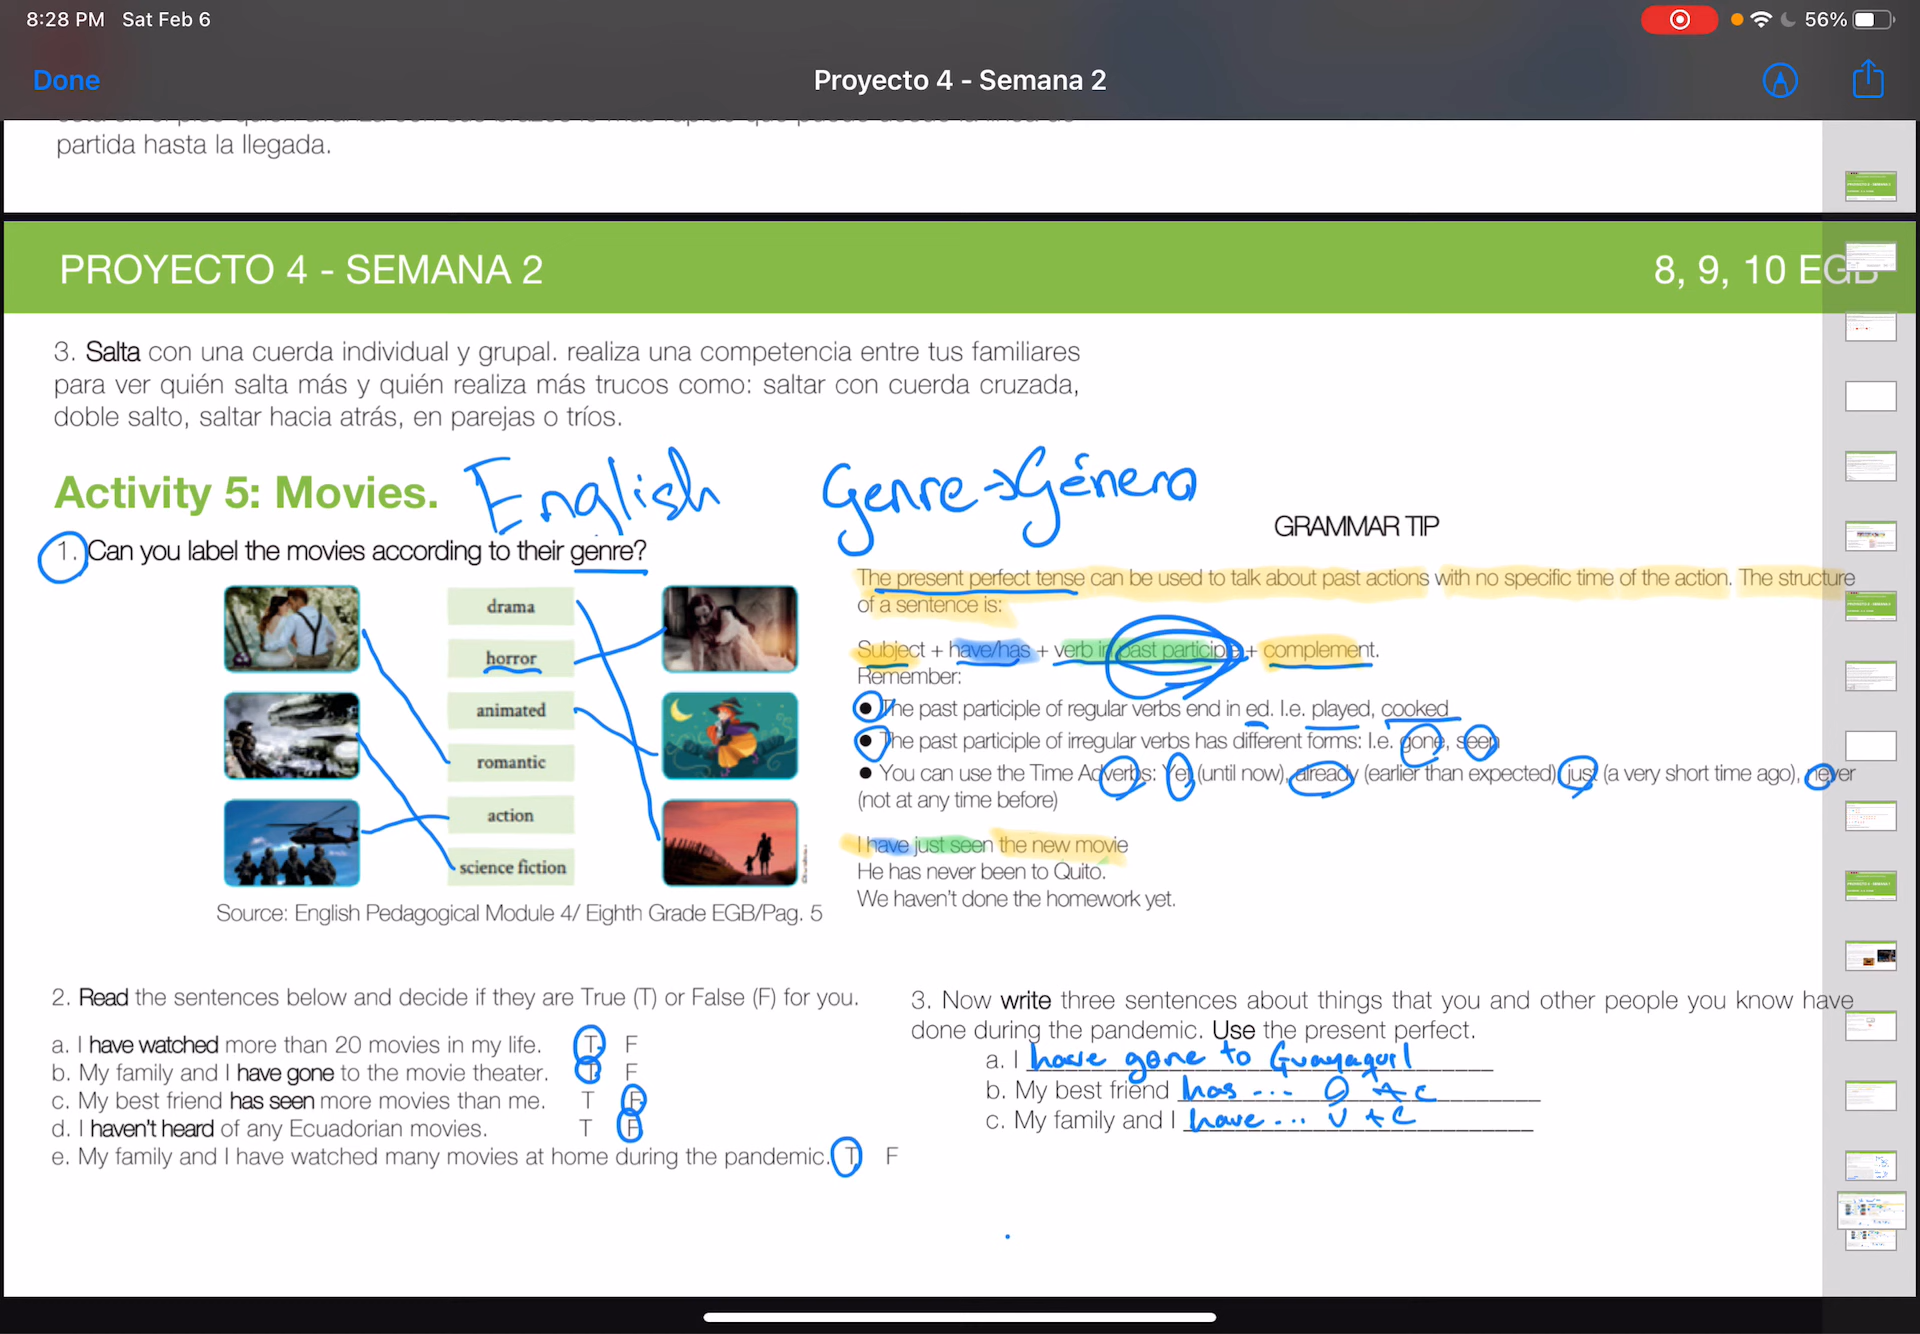 8:28 PM Sat Feb 6
56%
Done
Proyecto 4 - Semana 2
partida hasta la llegada.
PROYECTO 4 - SEMANA 2
8, 9, 10 EGB
3. Salta con una cuerda individual y grupal. realiza una competencia entre tus familiares
para ver quién salta más y quién realiza más trucos como: saltar con cuerda cruzada,
doble salto, saltar hacia atrás, en parejas o tríos.
Activity 5: Movies.
English
Genre → Género
1. Can you label the movies according to their genre?
drama
horror
animated
romantic
action
science fiction
Source: English Pedagogical Module 4/ Eighth Grade EGB/Pag. 5
GRAMMAR TIP
The present perfect tense can be used to talk about past actions with no specific time of the action. The structure
of a sentence is:
Subject + have/has + verb in past participle + complement.
Remember:
● The past participle of regular verbs end in ed. I.e. played, cooked
● The past participle of irregular verbs has different forms: I.e. gone, seen
● You can use the Time Adverbs: Yet (until now), already (earlier than expected), just (a very short time ago), never
(not at any time before)
I have just seen the new movie
He has never been to Quito.
We haven't done the homework yet.
2. Read the sentences below and decide if they are True (T) or False (F) for you.
a. I have watched more than 20 movies in my life. T F
b. My family and I have gone to the movie theater. T F
c. My best friend has seen more movies than me. T F
d. I haven't heard of any Ecuadorian movies. T F
e. My family and I have watched many movies at home during the pandemic. T F
3. Now write three sentences about things that you and other people you know have
done during the pandemic. Use the present perfect.
a. I have gone to Guayaquil
b. My best friend has ...
c. My family and I have ... V + C